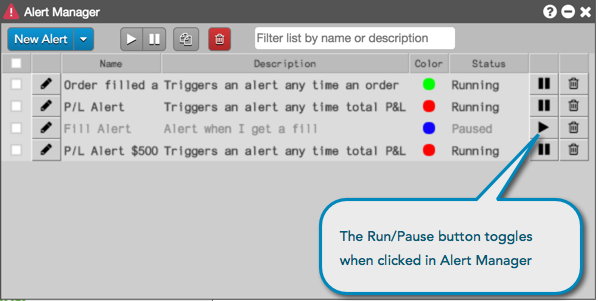 Alert Manager
New Alert
Filter list by name or description
Name Description Color Status
Order filled a Triggers an alert any time an order Running
P/L Alert Triggers an alert any time total P&L Running
Fill Alert Alert when I get a fill Paused
P/L Alert $500 Triggers an alert any time total P&L Running
The Run/Pause button toggles
when clicked in Alert Manager